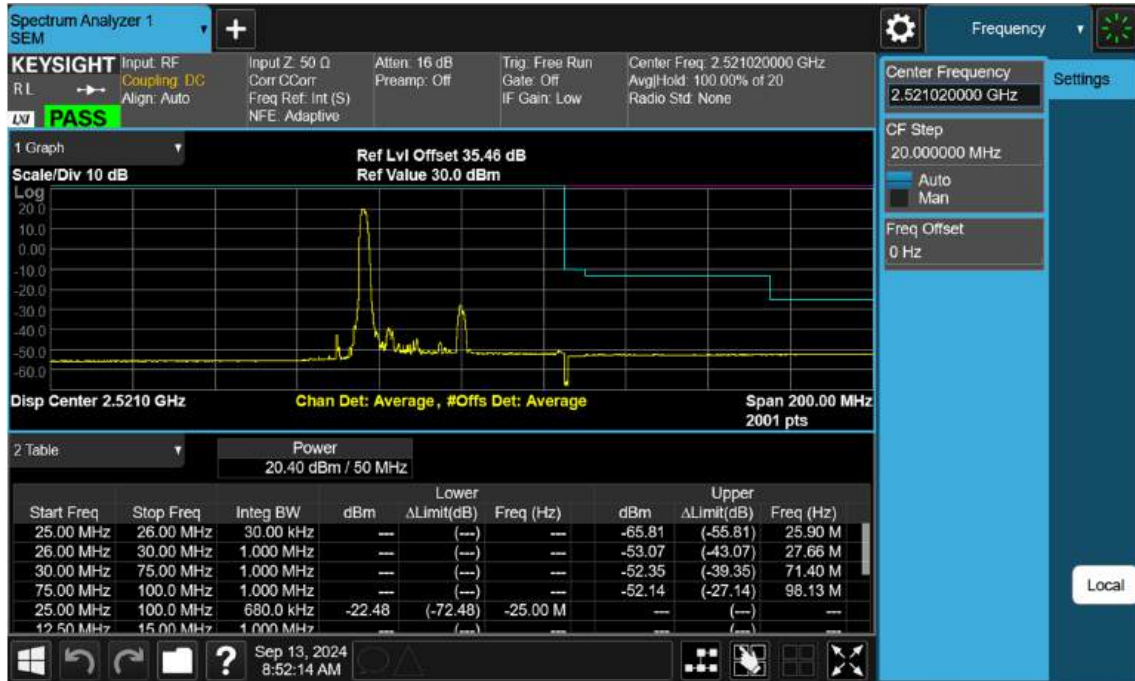 Spectrum Analyzer 1
SEM
+
Frequency
KEYSIGHT
Input: RF
Coupling: DC
Align: Auto
Input Z: 50 Ω
Corr CCorr
Freq Ref: Int (S)
NFE: Adaptive
Atten: 16 dB
Preamp: Off
Trig: Free Run
Gate: Off
IF Gain: Low
Center Freq: 2.521020000 GHz
Avg|Hold: 100.00% of 20
Radio Std: None
R L
LXI PASS
Center Frequency
2.521020000 GHz
Settings
CF Step
20.000000 MHz
Auto
Man
Freq Offset
0 Hz
Local
1 Graph
Scale/Div 10 dB
Ref Lvl Offset 35.46 dB
Ref Value 30.0 dBm
Log
20.0
10.0
0.00
-10.0
-20.0
-30.0
-40.0
-50.0
-60.0
Disp Center 2.5210 GHz
Chan Det: Average, #Offs Det: Average
Span 200.00 MHz
2001 pts
2 Table
Power
20.40 dBm / 50 MHz
Lower Upper
Start Freq Stop Freq Integ BW dBm ΔLimit(dB) Freq (Hz) dBm ΔLimit(dB) Freq (Hz)
25.00 MHz 26.00 MHz 30.00 kHz --- (---) --- -65.81 (-55.81) 25.90 M
26.00 MHz 30.00 MHz 1.000 MHz --- (---) --- -53.07 (-43.07) 27.66 M
30.00 MHz 75.00 MHz 1.000 MHz --- (---) --- -52.35 (-39.35) 71.40 M
75.00 MHz 100.0 MHz 1.000 MHz --- (---) --- -52.14 (-27.14) 98.13 M
25.00 MHz 100.0 MHz 680.0 kHz -22.48 (-72.48) -25.00 M --- (---) ---
12.50 MHz 15.00 MHz 1.000 MHz --- (---) --- --- (---) ---
?
Sep 13, 2024
8:52:14 AM